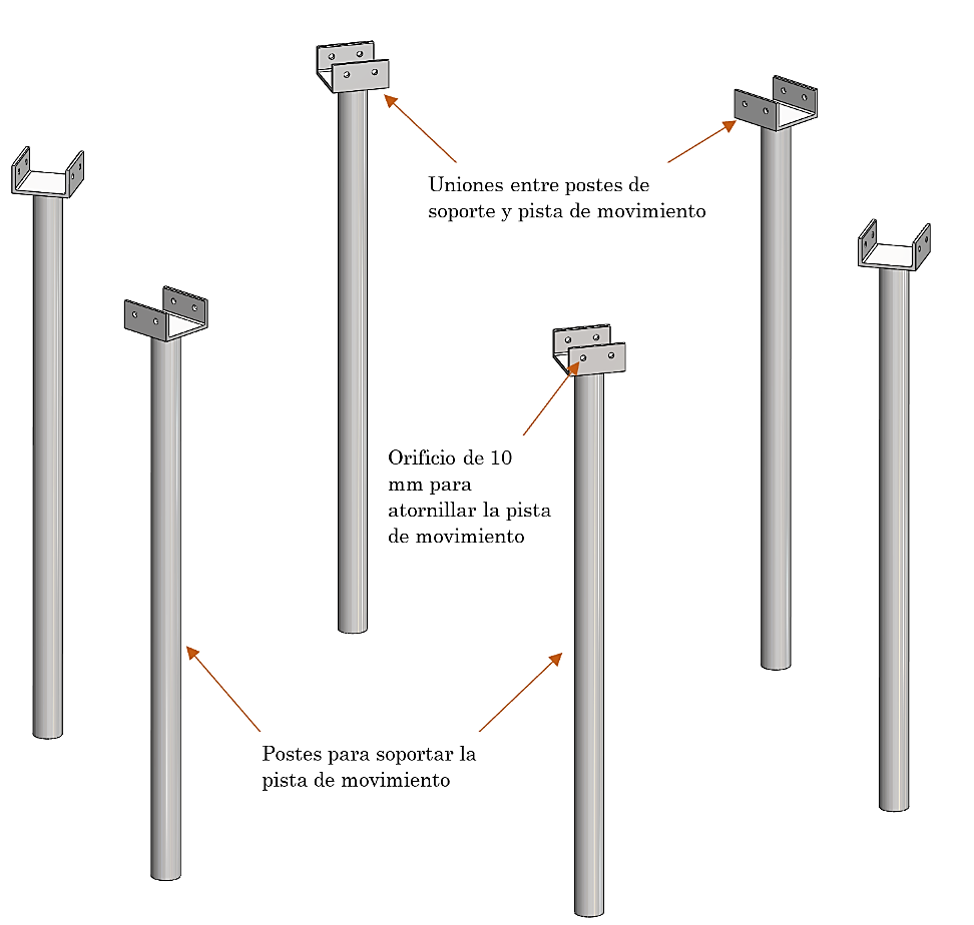 Uniones entre postes de
soporte y pista de movimiento
Orificio de 10
mm para
atornillar la pista
de movimiento
Postes para soportar la
pista de movimiento